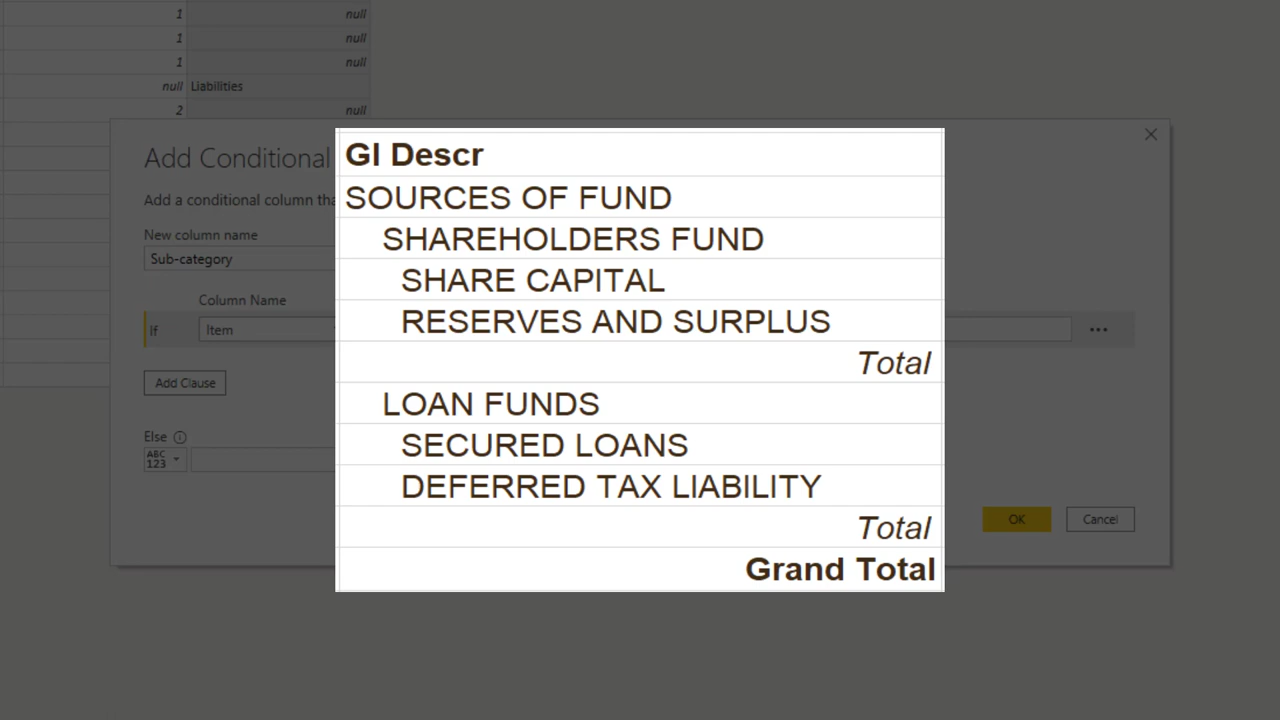 1 null
1 null
1 null
null Liabilities
2 null
Add Conditional
Add a conditional column tha
New column name
Sub-category
Column Name
If Item
Add Clause
Else
ABC
123
Gl Descr
SOURCES OF FUND
SHAREHOLDERS FUND
SHARE CAPITAL
RESERVES AND SURPLUS
Total
LOAN FUNDS
SECURED LOANS
DEFERRED TAX LIABILITY
Total
Grand Total
OK Cancel